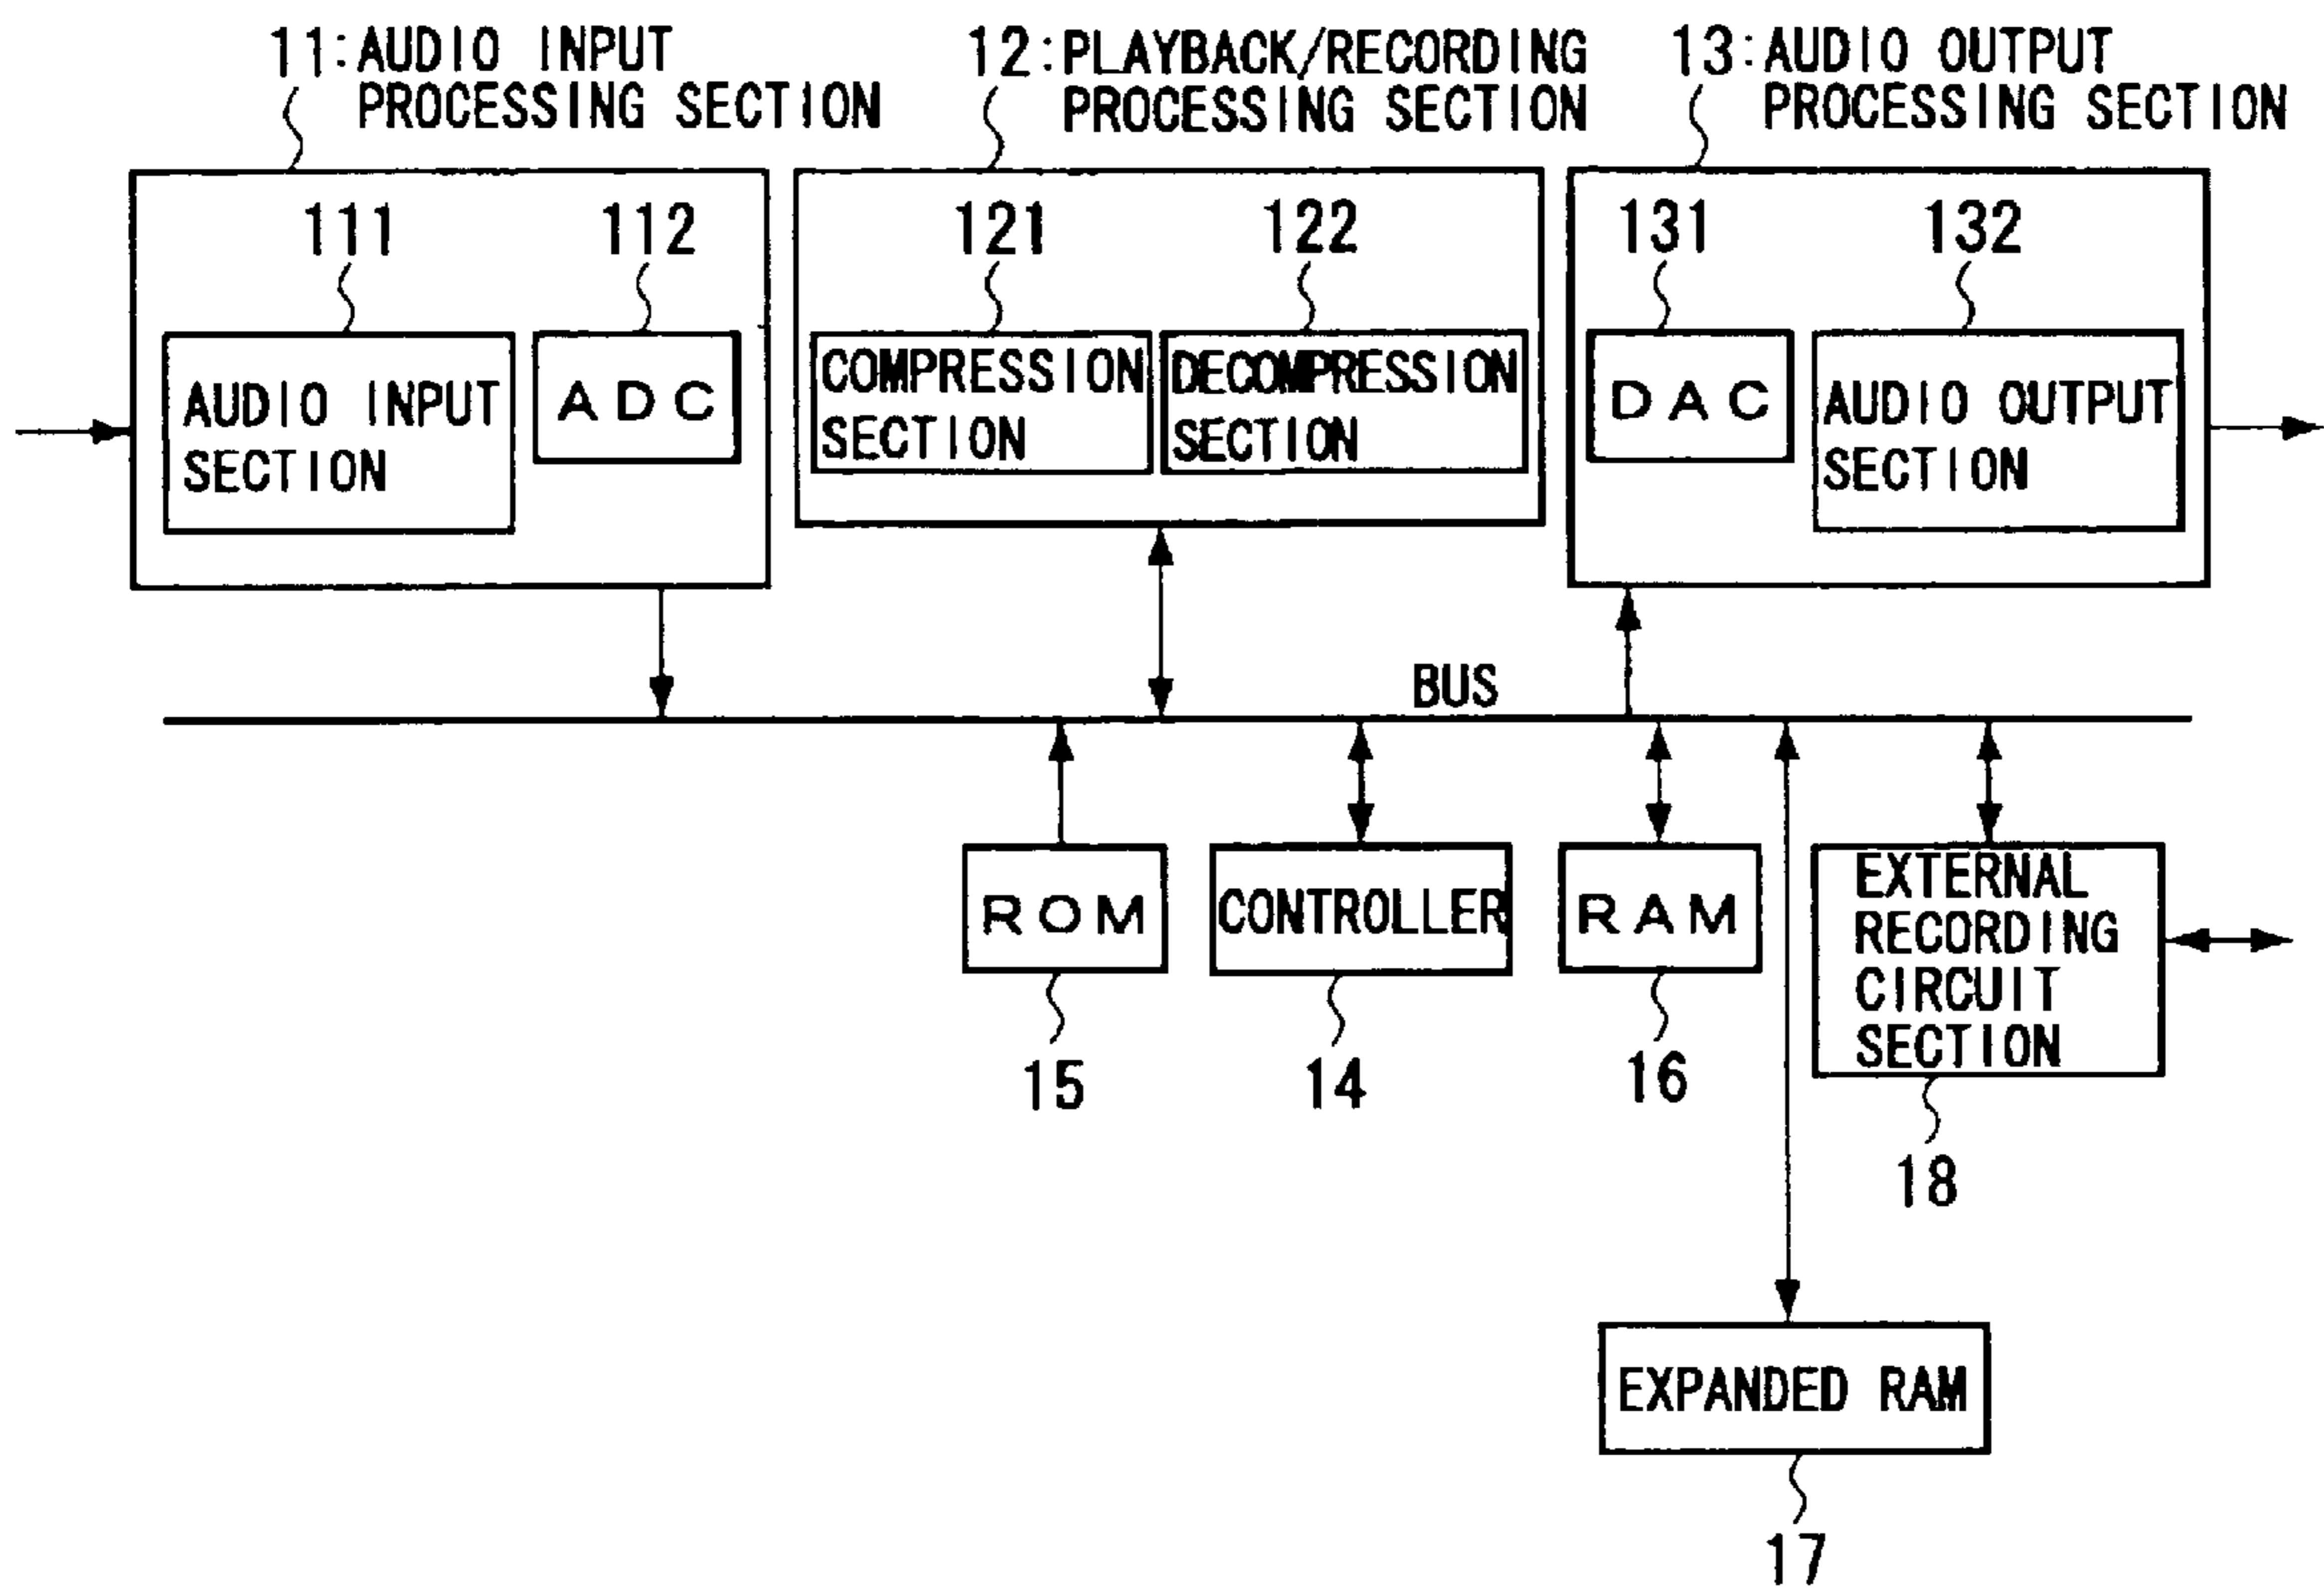 11:AUDIO INPUT
PROCESSING SECTION
12:PLAYBACK/RECORDING
PROCESSING SECTION
13:AUDIO OUTPUT
PROCESSING SECTION
111
112
121
122
131
132
AUDIO INPUT
SECTION
ADC
COMPRESSION
SECTION
DECOMPRESSION
SECTION
DAC
AUDIO OUTPUT
SECTION
BUS
ROM
CONTROLLER
RAM
EXTERNAL
RECORDING
CIRCUIT
SECTION
15
14
16
18
EXPANDED RAM
17